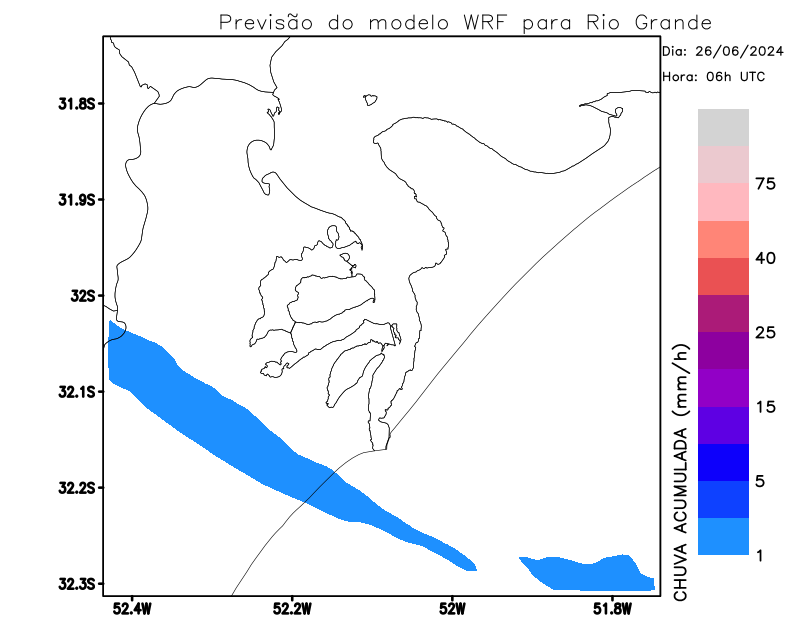 Previsão do modelo WRF para Rio Grande
Dia: 26/06/2024
Hora: 06h UTC
31.8S
31.9S
32S
32.1S
32.2S
32.3S
52.4W
52.2W
52W
51.8W
75
40
25
15
5
1
CHUVA ACUMULADA (mm/h)